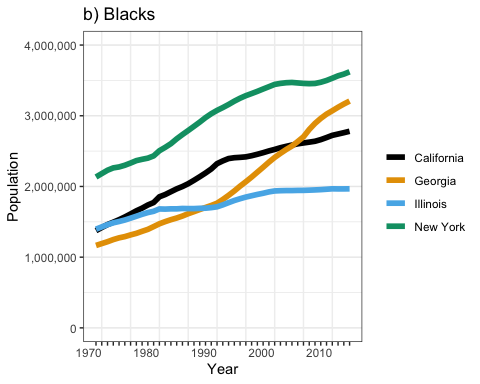 b) Blacks
4,000,000
3,000,000
2,000,000
1,000,000
0
Population
1970 1980 1990 2000 2010
Year
California
Georgia
Illinois
New York